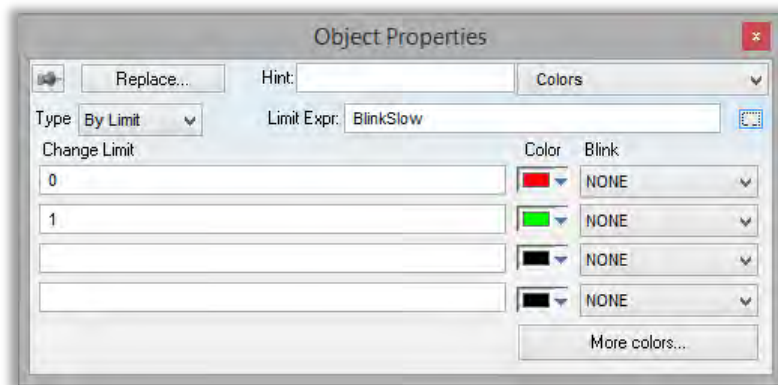 Object Properties
x
Replace... Hint: Colors
Type By Limit Limit Expr: BlinkSlow
Change Limit Color Blink
0 NONE
1 NONE
NONE
NONE
More colors...